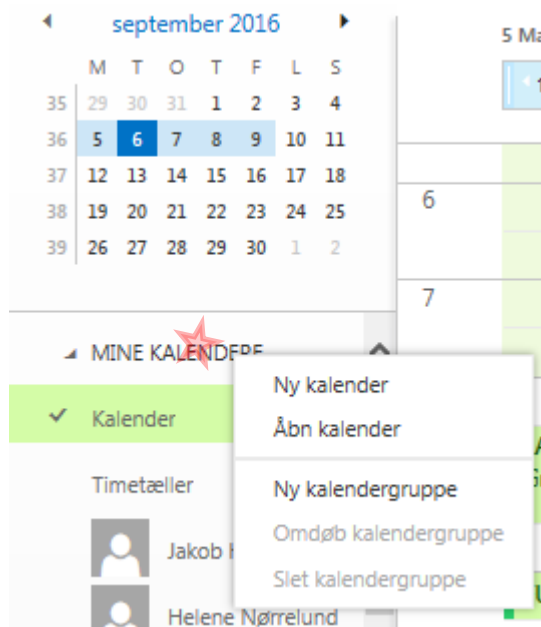 september 2016
5 Ma
M T O T F L S
35 29 30 31 1 2 3 4
36 5 6 7 8 9 10 11
37 12 13 14 15 16 17 18
38 19 20 21 22 23 24 25
39 26 27 28 29 30 1 2
6
7
MINE KALENDERE
Ny kalender
Kalender
Åbn kalender
Timetæller
Ny kalendergruppe
Omdøb kalendergruppe
Jakob
Slet kalendergruppe
Helene Nørrelund